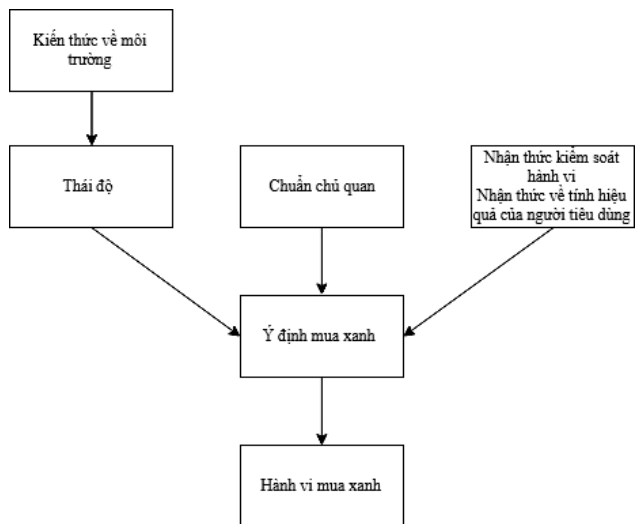 Kiến thức về môi
trường
Thái độ
Chuẩn chủ quan
Nhận thức kiểm soát
hành vi
Nhận thức về tính hiệu
quả của người tiêu dùng
Ý định mua xanh
Hành vi mua xanh